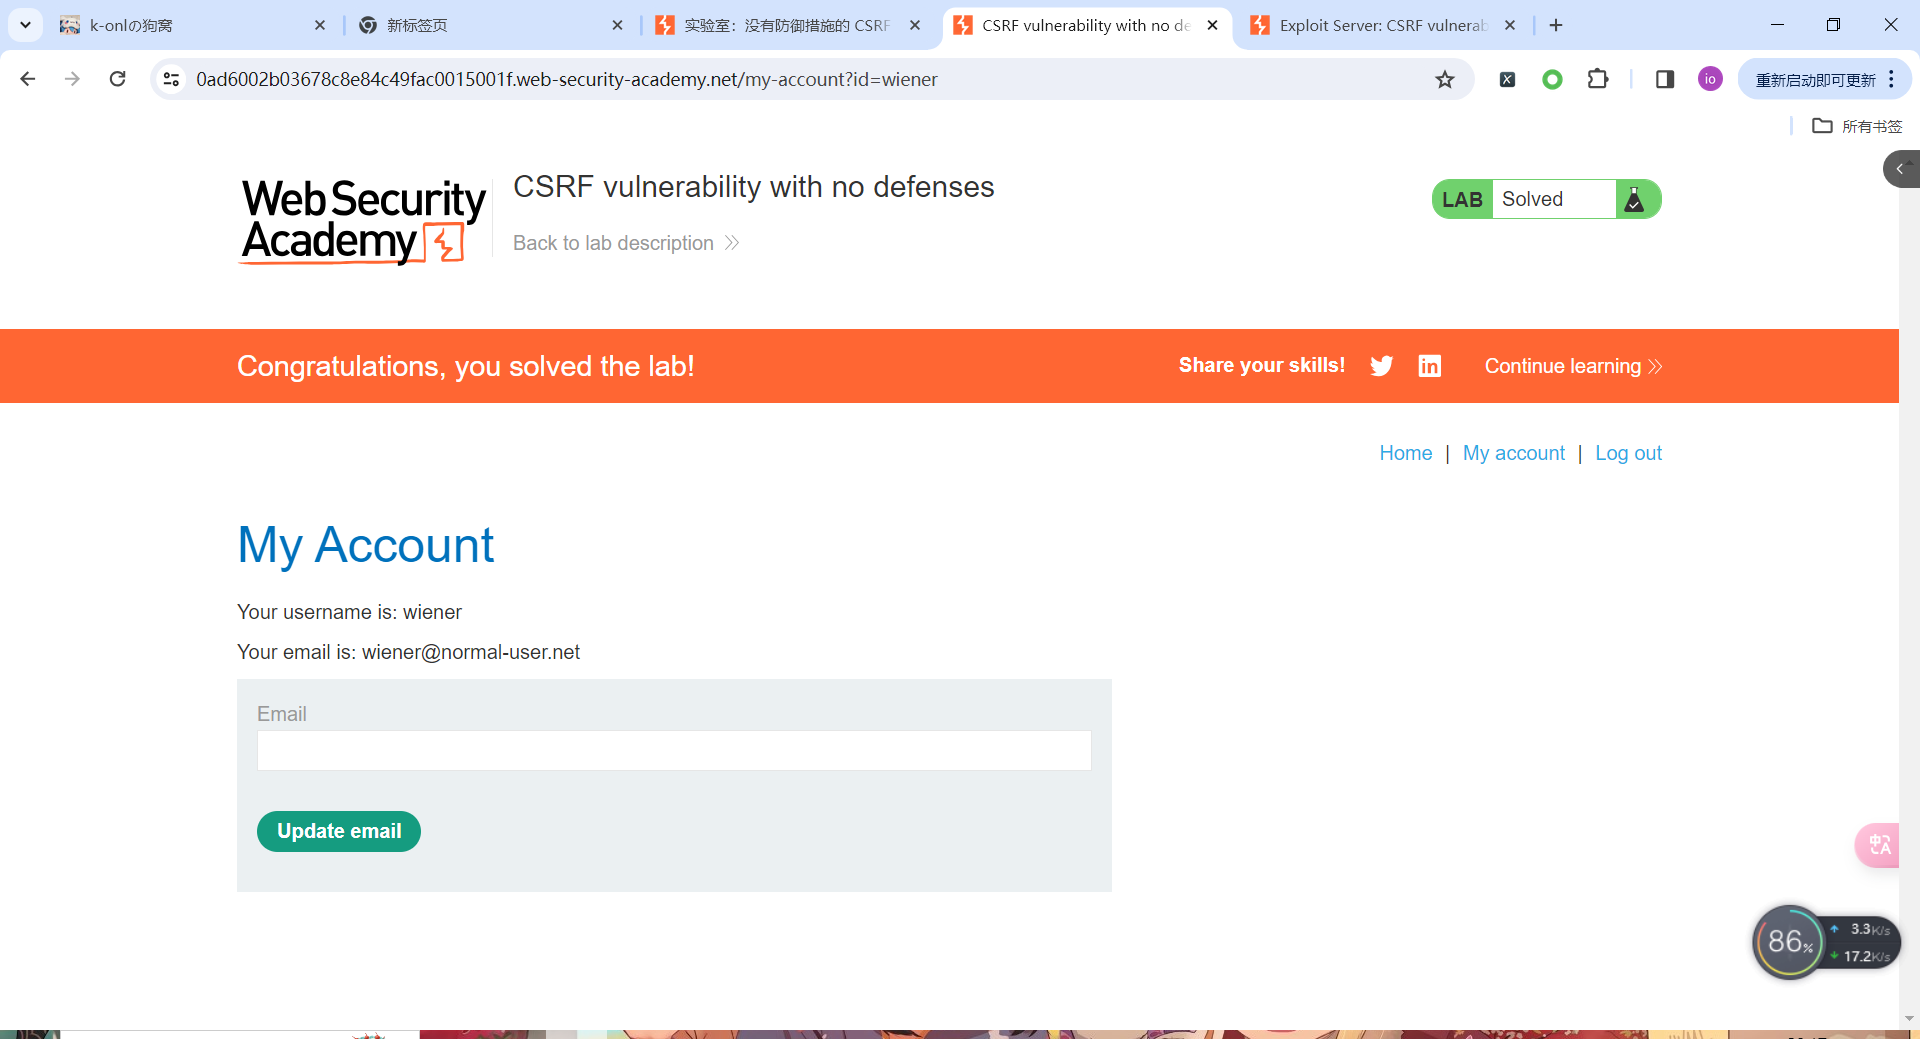 k-onlの狗窝
新标签页
实验室：没有防御措施的 CSRF
CSRF vulnerability with no de
Exploit Server: CSRF vulnerab
0ad6002b03678c8e84c49fac0015001f.web-security-academy.net/my-account?id=wiener
io
重新启动即可更新
所有书签
Web Security
Academy
CSRF vulnerability with no defenses
Back to lab description
LAB Solved
Congratulations, you solved the lab!
Share your skills!
Continue learning
Home | My account | Log out
My Account
Your username is: wiener
Your email is: wiener@normal-user.net
Email
Update email
中A
86%
3.3K/s
17.2K/s